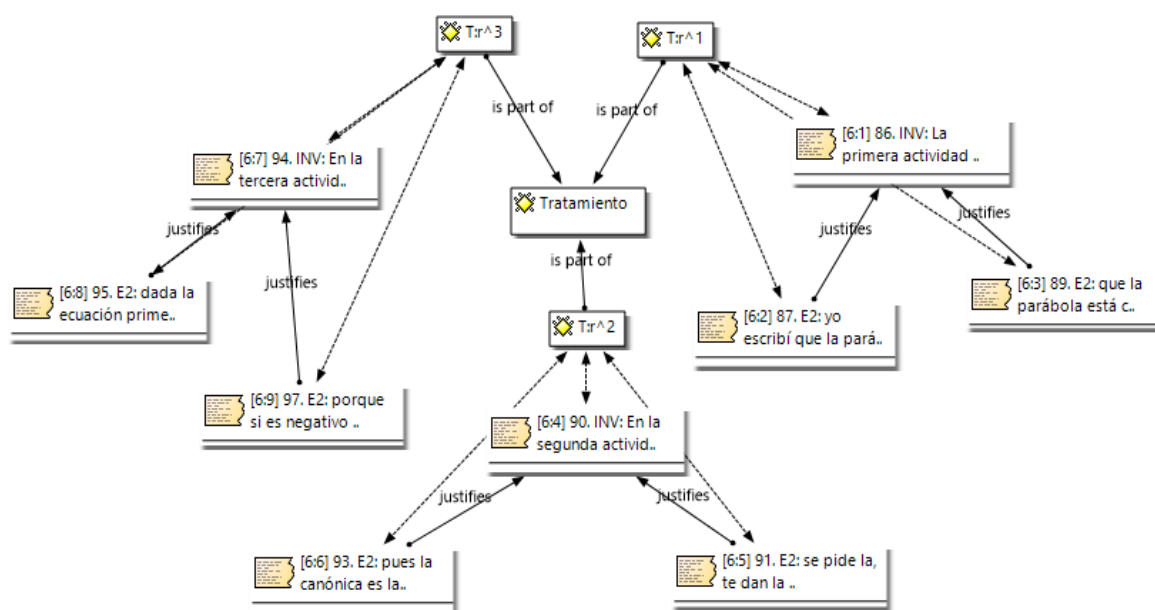 T:r^3
T:r^1
is part of
is part of
[6:1] 86. INV: La
primera actividad ..
[6:7] 94. INV: En la
tercera activid..
Tratamiento
justifies
justifies
justifies
is part of
justifies
[6:8] 95. E2: dada la
ecuación prime..
[6:3] 89. E2: que la
parábola está c..
[6:2] 87. E2: yo
escribí que la pará..
T:r^2
[6:9] 97. E2: porque
si es negativo ..
[6:4] 90. INV: En la
segunda activid..
justifies
justifies
[6:6] 93. E2: pues la
canónica es la..
[6:5] 91. E2: se pide la,
te dan la ..